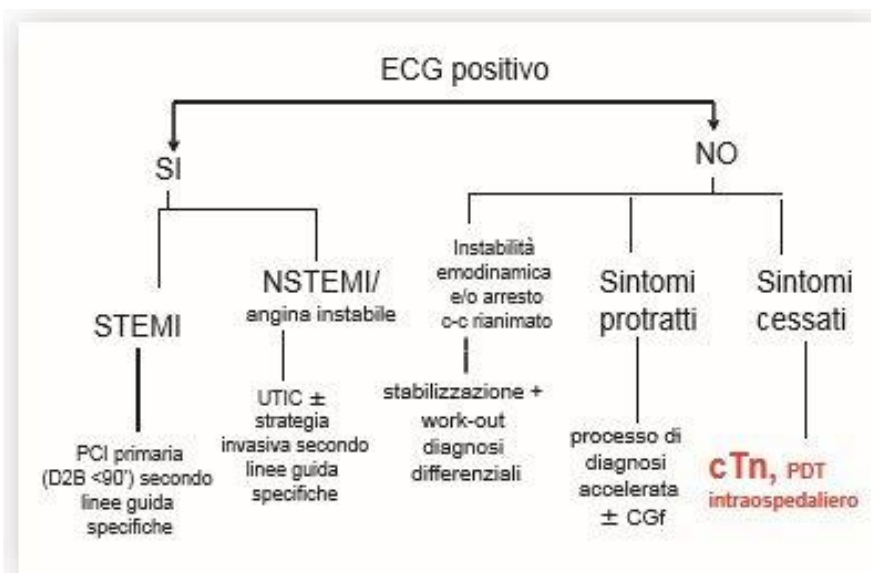 ECG positivo
SI
NO
STEMI
PCI primaria
(D2B <90') secondo
linee guida
specifiche
NSTEMI/
angina instabile
UTIC ±
strategia
invasiva secondo
linee guida
specifiche
Instabilità
emodinamica
e/o arresto
c-c rianimato
stabilizzazione +
work-out
diagnosi
differenziali
Sintomi
protratti
processo di
diagnosi
accelerata
± CGf
Sintomi
cessati
cTn, PDT
intraospedaliero